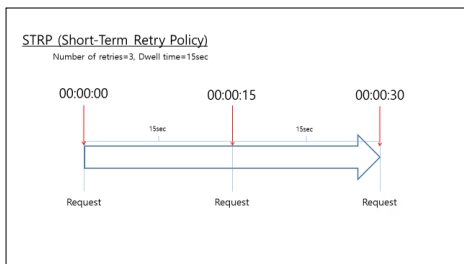 STRP (Short-Term Retry Policy)
Number of retries=3, Dwell time=15sec
00:00:00 00:00:15 00:00:30
15sec 15sec
Request Request Request